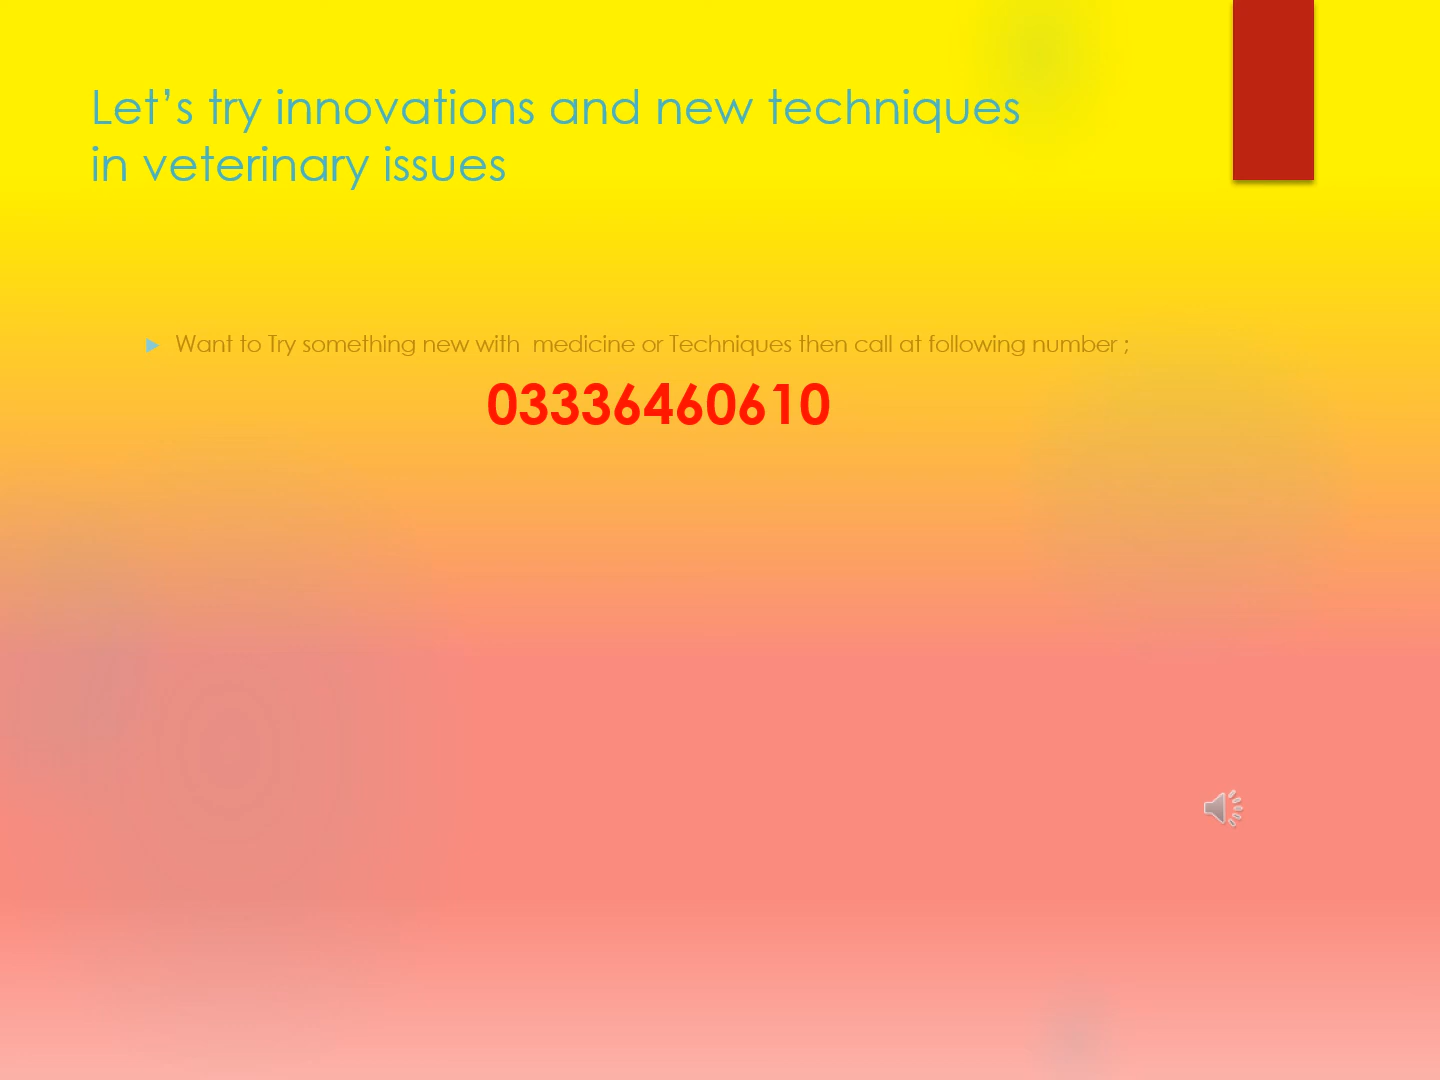 Let’s try innovations and new techniques
in veterinary issues
Want to Try something new with  medicine or Techniques then call at following number ;
03336460610